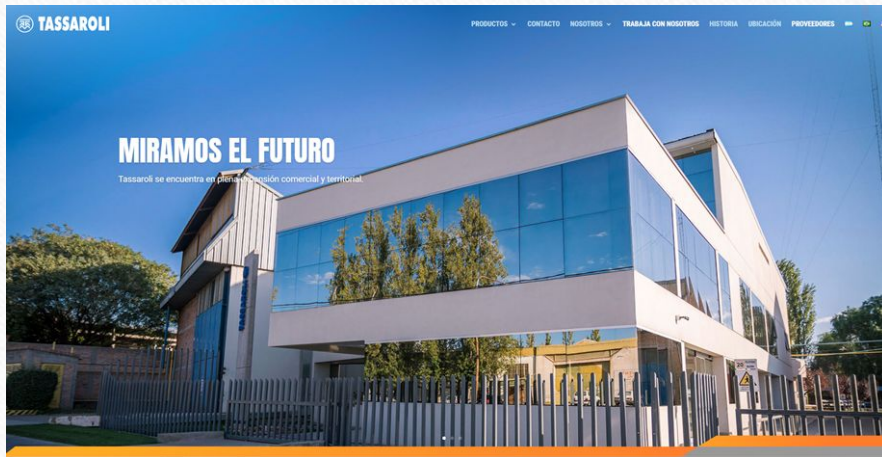 TASSAROLI
PRODUCTOS
CONTACTO
NOSOTROS
TRABAJA CON NOSOTROS
HISTORIA
UBICACIÓN
PROVEEDORES
MIRAMOS EL FUTURO
Tassaroli se encuentra en plena expansión comercial y territorial.
TASSAROLI